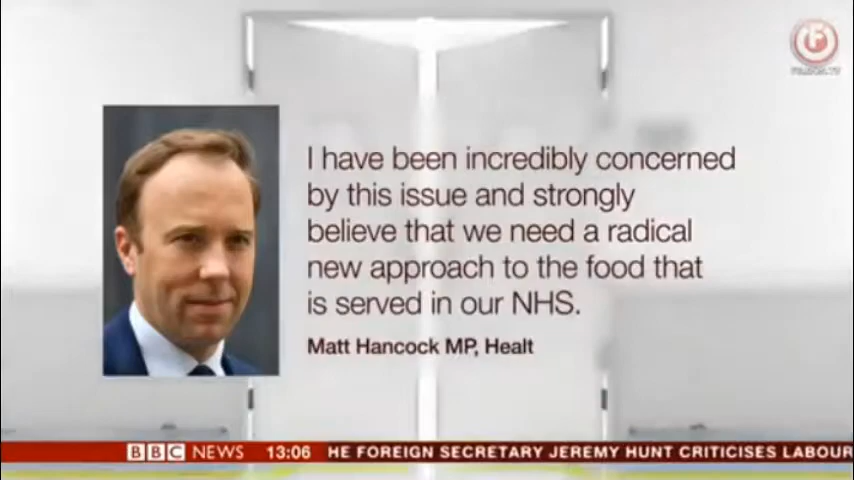 F
I have been incredibly concerned
by this issue and strongly
believe that we need a radical
new approach to the food that
is served in our NHS.
Matt Hancock MP, Healt
BBC NEWS 13:06 HE FOREIGN SECRETARY JEREMY HUNT CRITICISES LABOUR